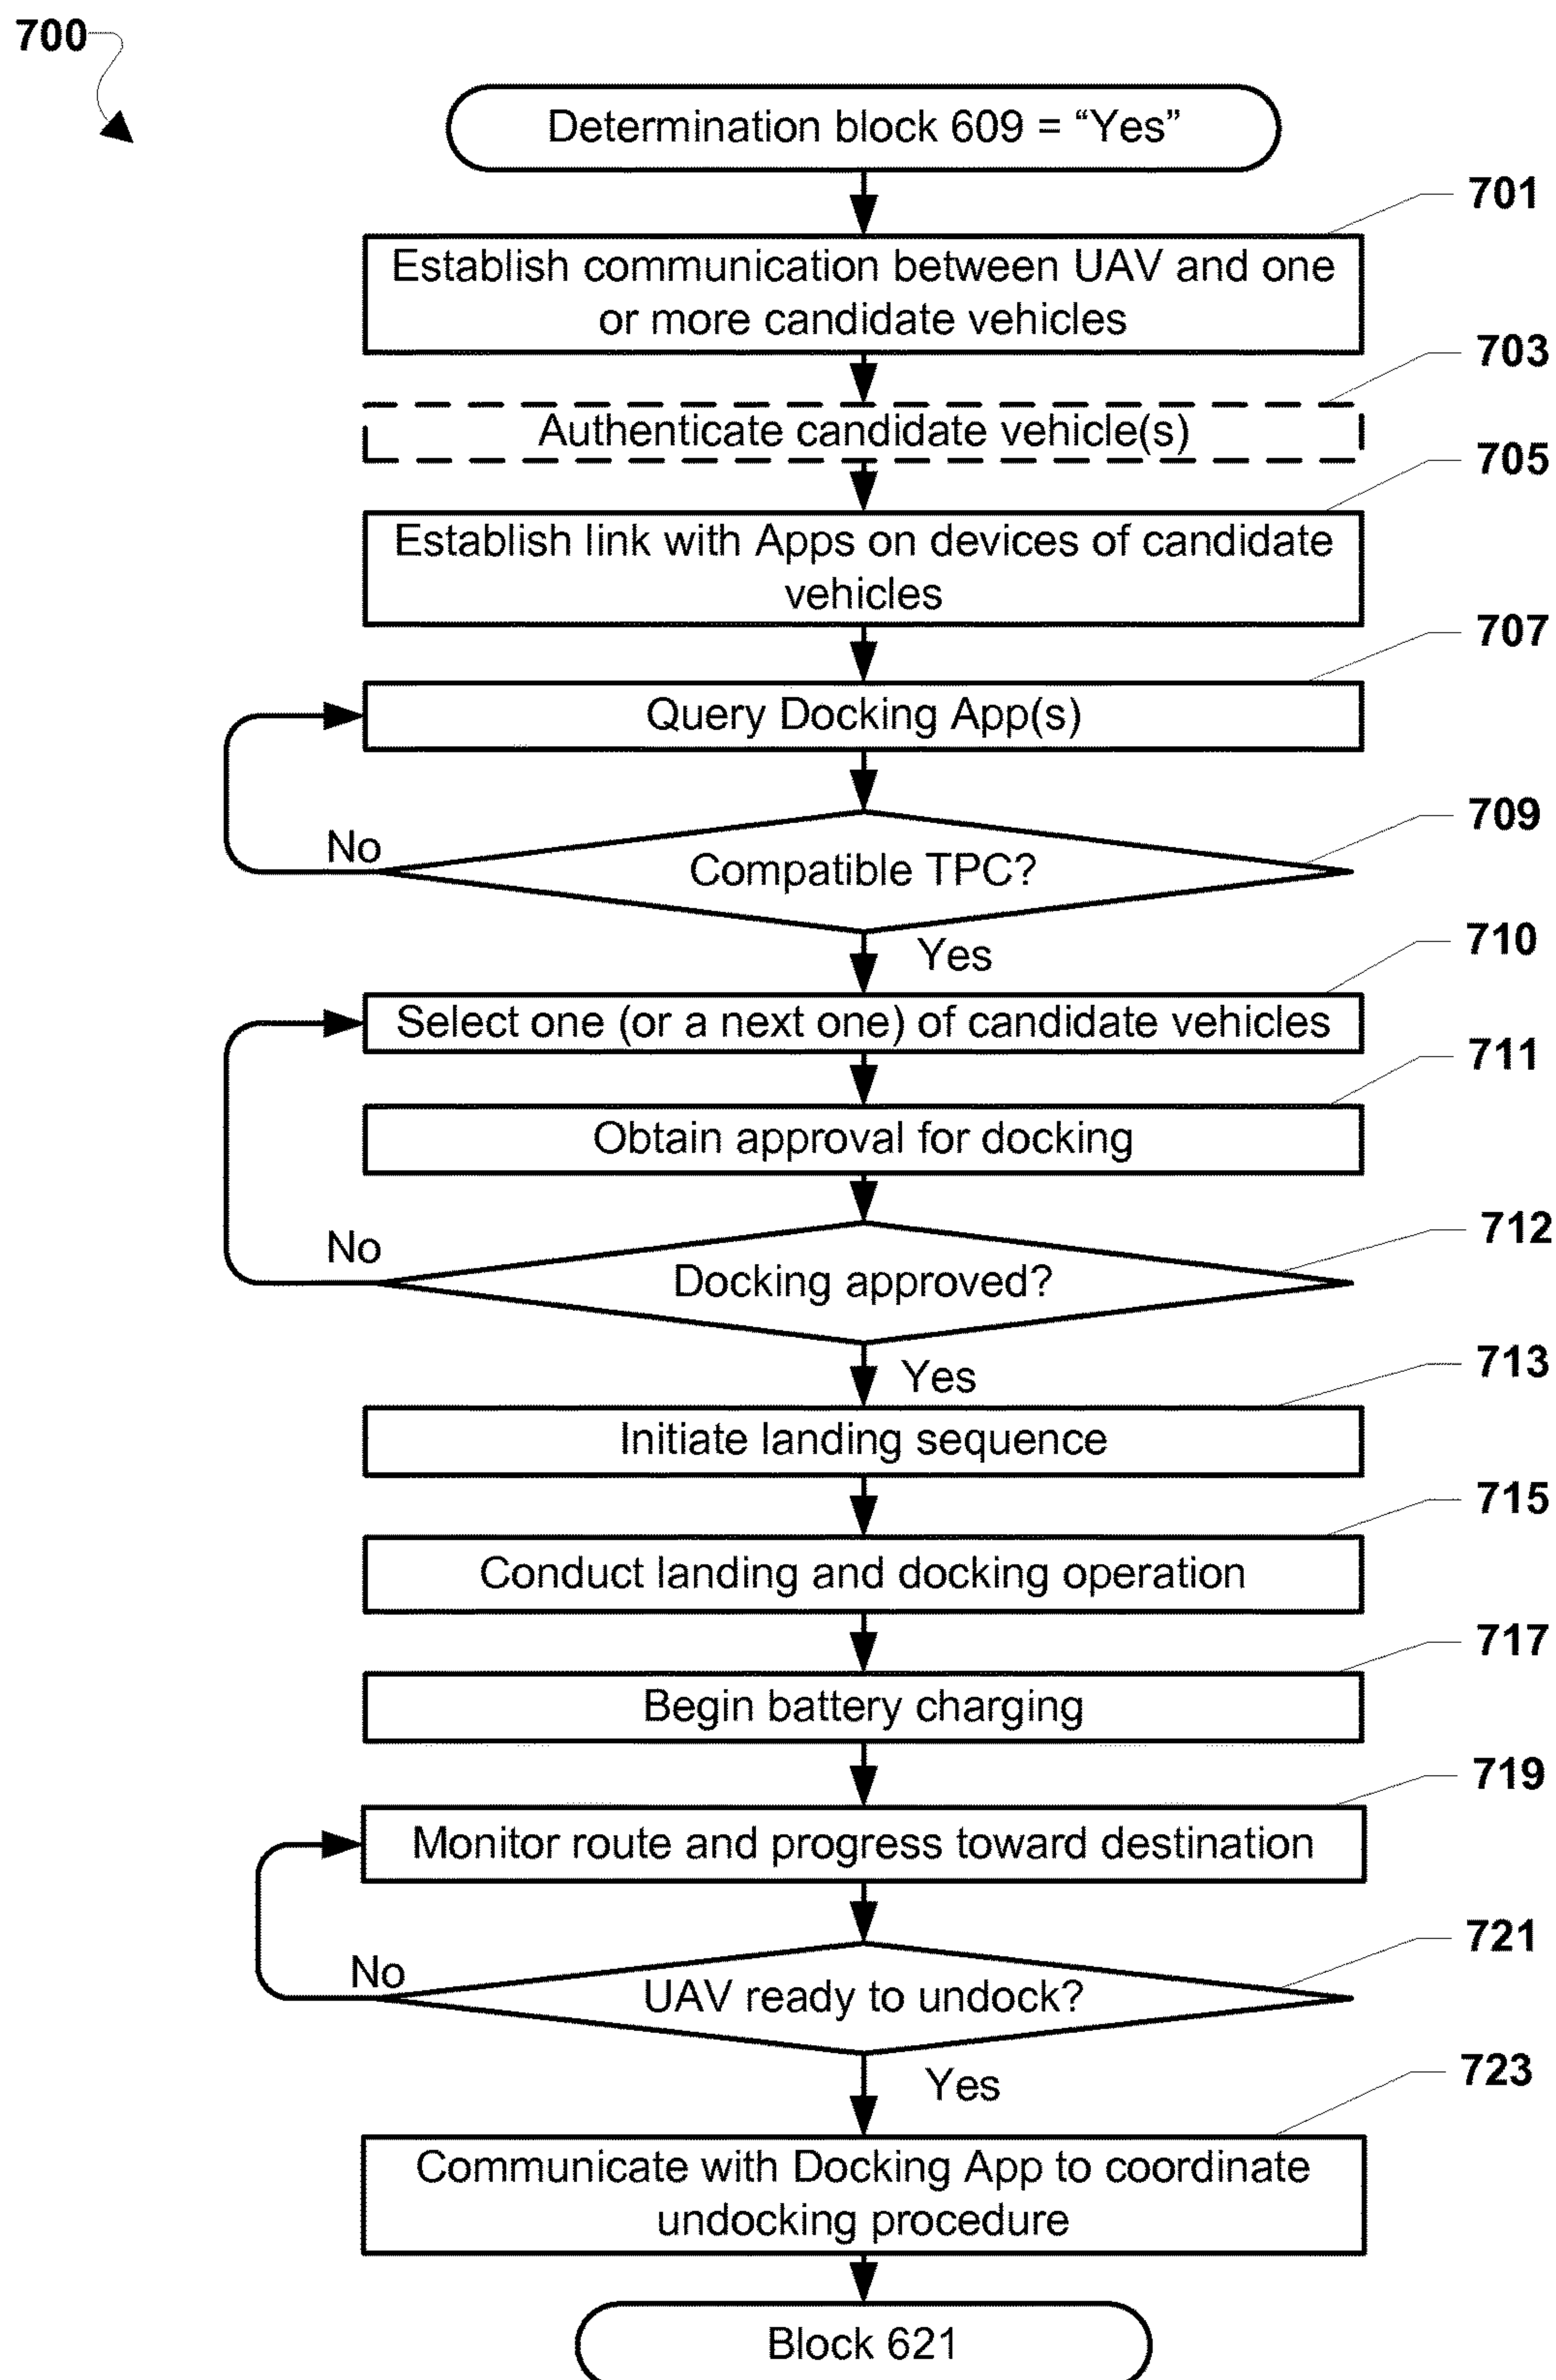 700
Determination block 609 = “Yes”
701
Establish communication between UAV and one
or more candidate vehicles
703
Authenticate candidate vehicle(s)
705
Establish link with Apps on devices of candidate
vehicles
707
Query Docking App(s)
709
No
Compatible TPC?
Yes
710
Select one (or a next one) of candidate vehicles
711
Obtain approval for docking
712
No
Docking approved?
Yes
713
Initiate landing sequence
715
Conduct landing and docking operation
717
Begin battery charging
719
Monitor route and progress toward destination
721
No
UAV ready to undock?
Yes
723
Communicate with Docking App to coordinate
undocking procedure
Block 621